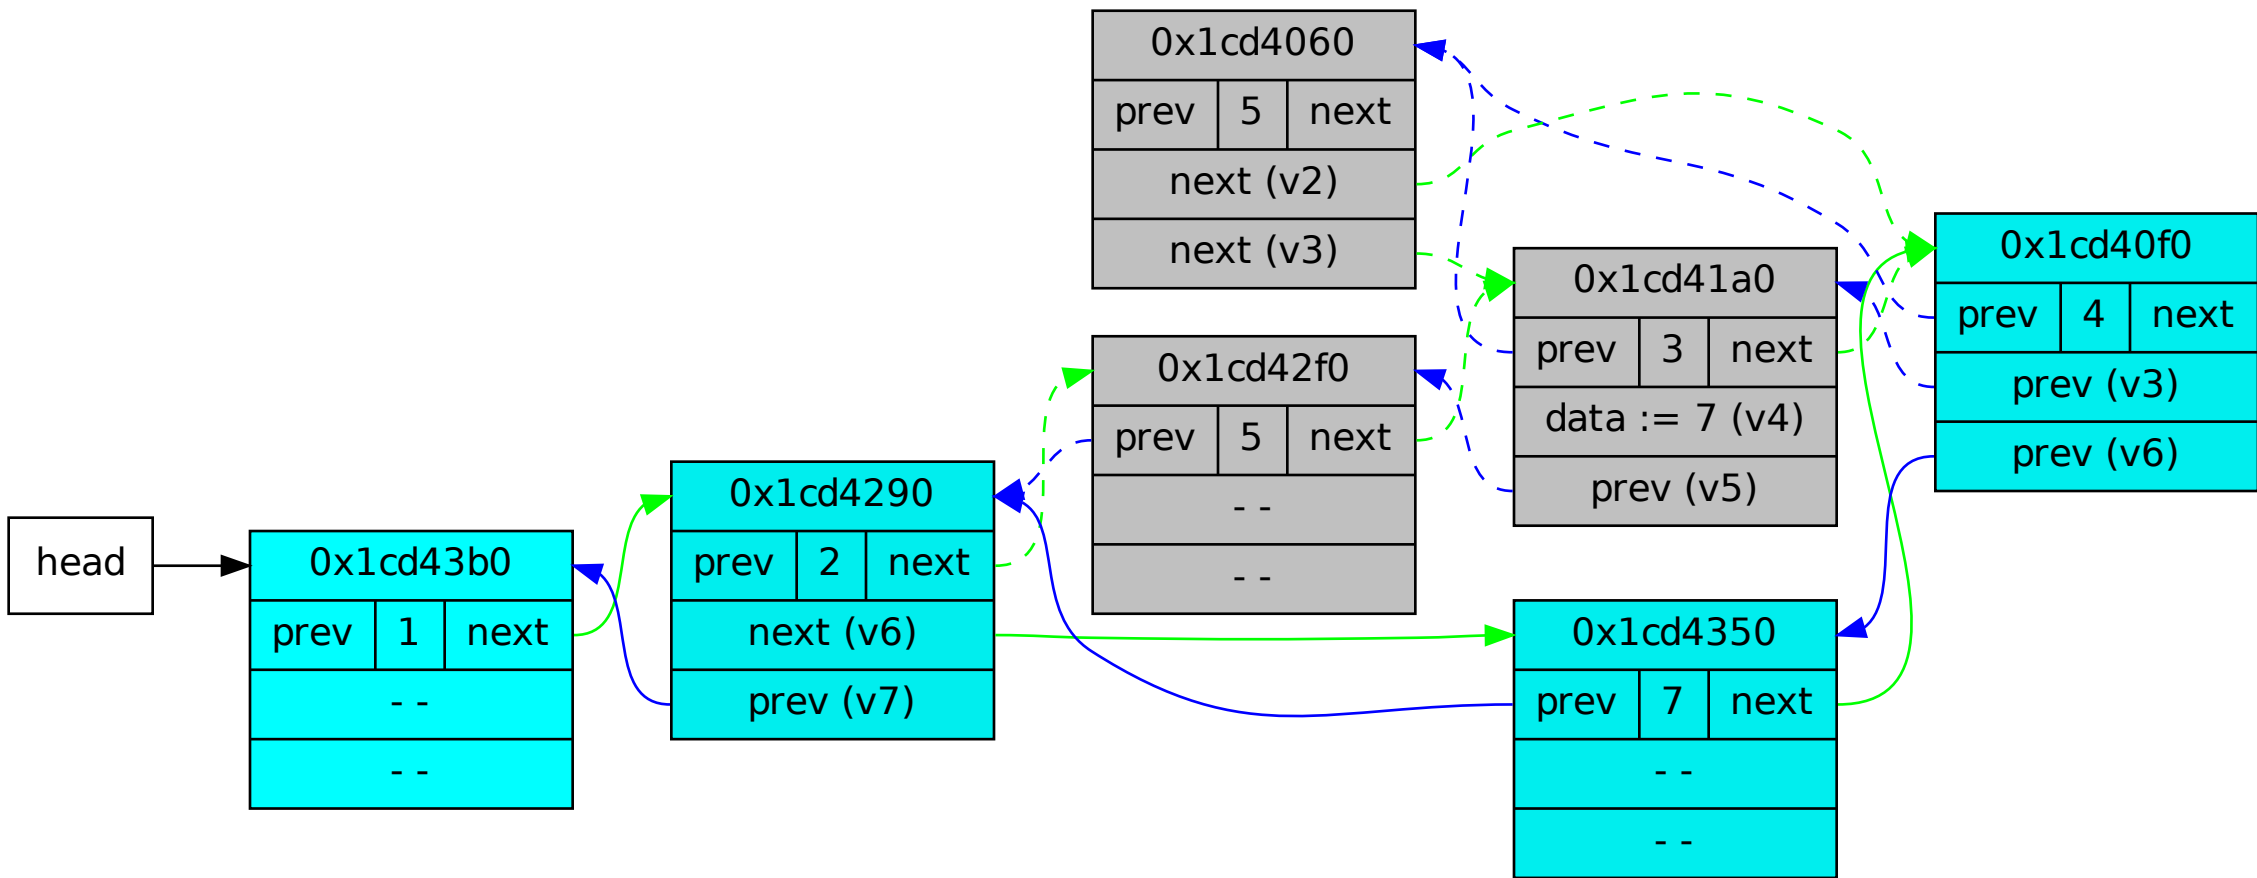 head
0x1cd43b0
prev 1 next
- -
- -
0x1cd4290
prev 2 next
next (v6)
prev (v7)
0x1cd4060
prev 5 next
next (v2)
next (v3)
0x1cd42f0
prev 5 next
- -
- -
0x1cd41a0
prev 3 next
data := 7 (v4)
prev (v5)
0x1cd4350
prev 7 next
- -
- -
0x1cd40f0
prev 4 next
prev (v3)
prev (v6)